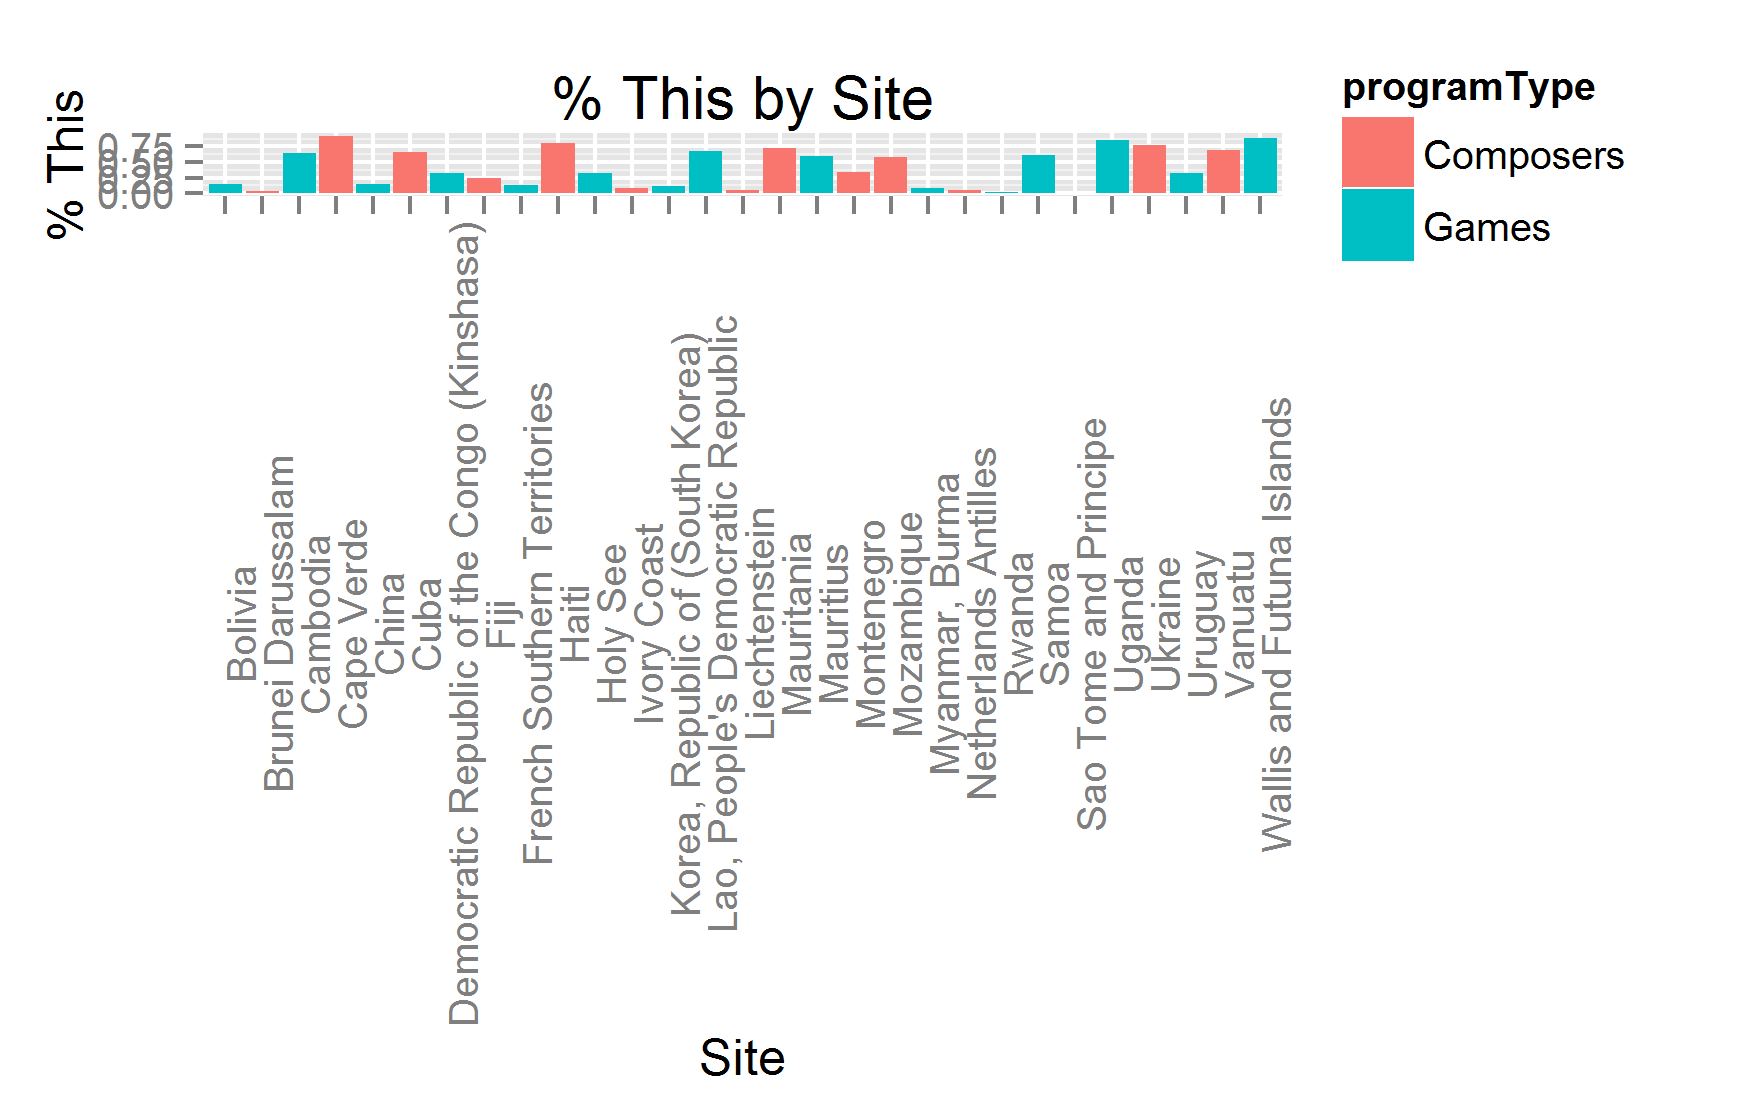 % This by Site
% This
0.75
0.50
0.25
0.00
Bolivia
Brunei Darussalam
Cambodia
Cape Verde
China
Cuba
Democratic Republic of the Congo (Kinshasa)
Fiji
French Southern Territories
Haiti
Holy See
Ivory Coast
Korea, Republic of (South Korea)
Lao, People's Democratic Republic
Liechtenstein
Mauritania
Mauritius
Montenegro
Mozambique
Myanmar, Burma
Netherlands Antilles
Rwanda
Samoa
Sao Tome and Principe
Uganda
Ukraine
Uruguay
Vanuatu
Wallis and Futuna Islands
Site
programType
Composers
Games